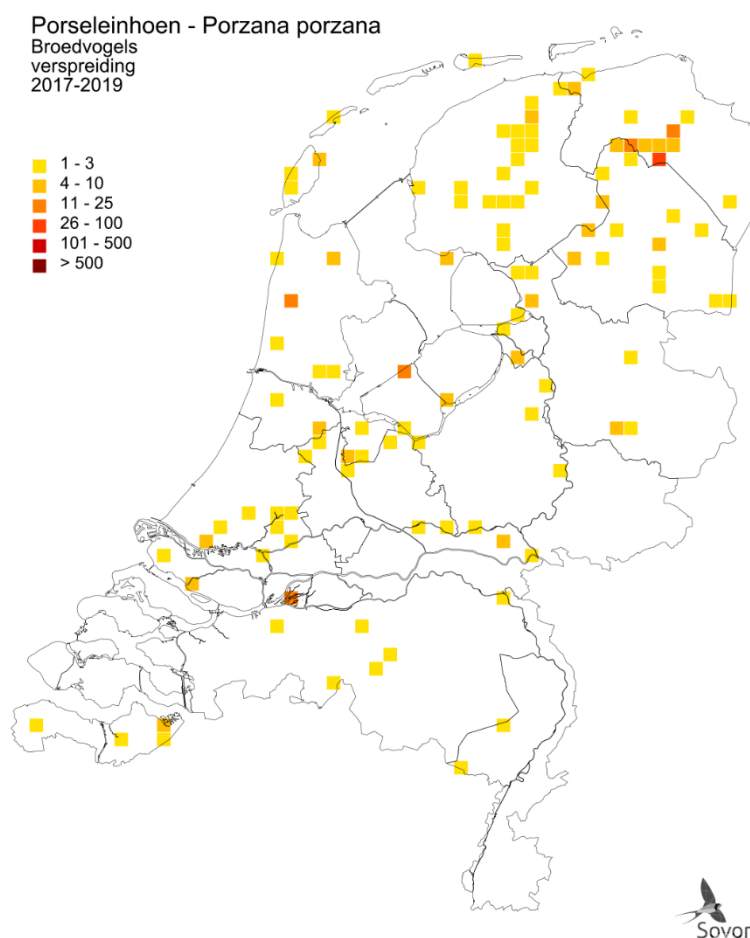 Porseleinhoen - Porzana porzana
Broedvogels
verspreiding
2017-2019
1 - 3
4 - 10
11 - 25
26 - 100
101 - 500
> 500
Sovon